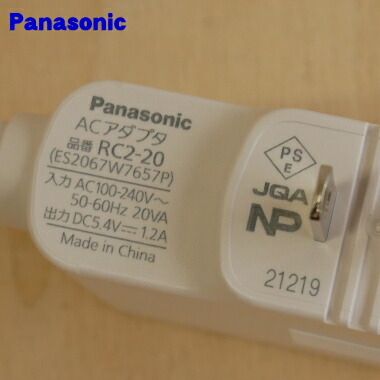 Panasonic
Panasonic
ACアダプタ
品番 RC2-20
(ES2067W7657P)
入力 AC100-240V～
50-60Hz 20VA
出力 DC5.4V⎓1.2A
Made in China
PS
E
JQA
NP
21219